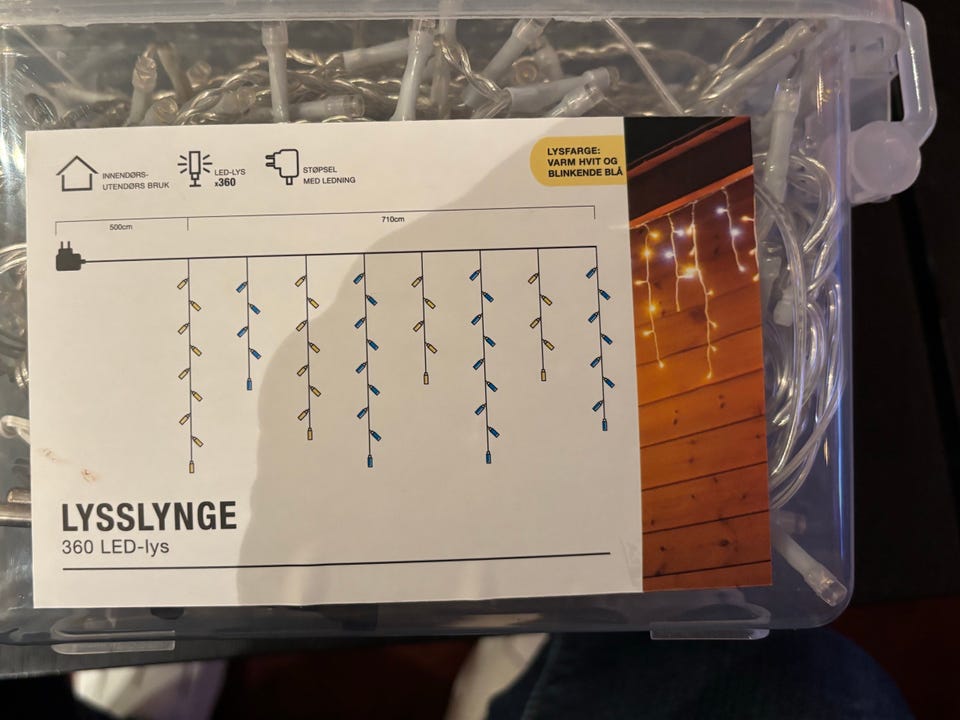 INNENDØRS-
UTENDØRS BRUK
LED-LYS
x360
STØPSEL
MED LEDNING
LYSFARGE:
VARM HVIT OG
BLINKENDE BLÅ
500cm
710cm
LYSSLYNGE
360 LED-lys